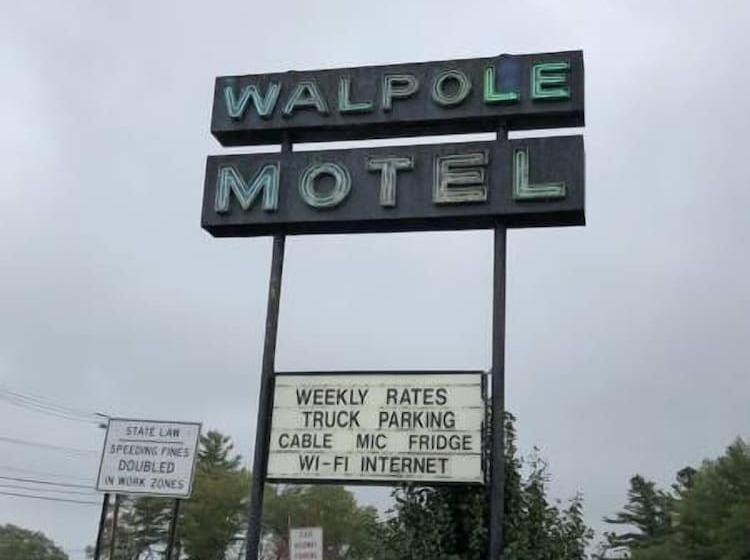 WALPOLE
MOTEL
WEEKLY RATES
TRUCK PARKING
CABLE MIC FRIDGE
WI-FI INTERNET
STATE LAW
SPEEDING FINES
DOUBLED
IN WORK ZONES